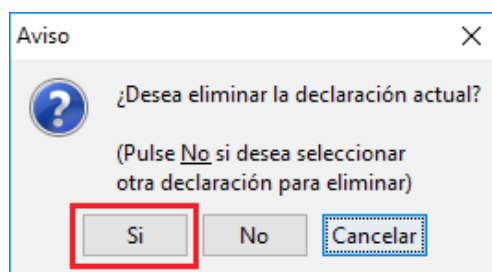 Aviso
¿Desea eliminar la declaración actual?
(Pulse No si desea seleccionar
otra declaración para eliminar)
Si No Cancelar